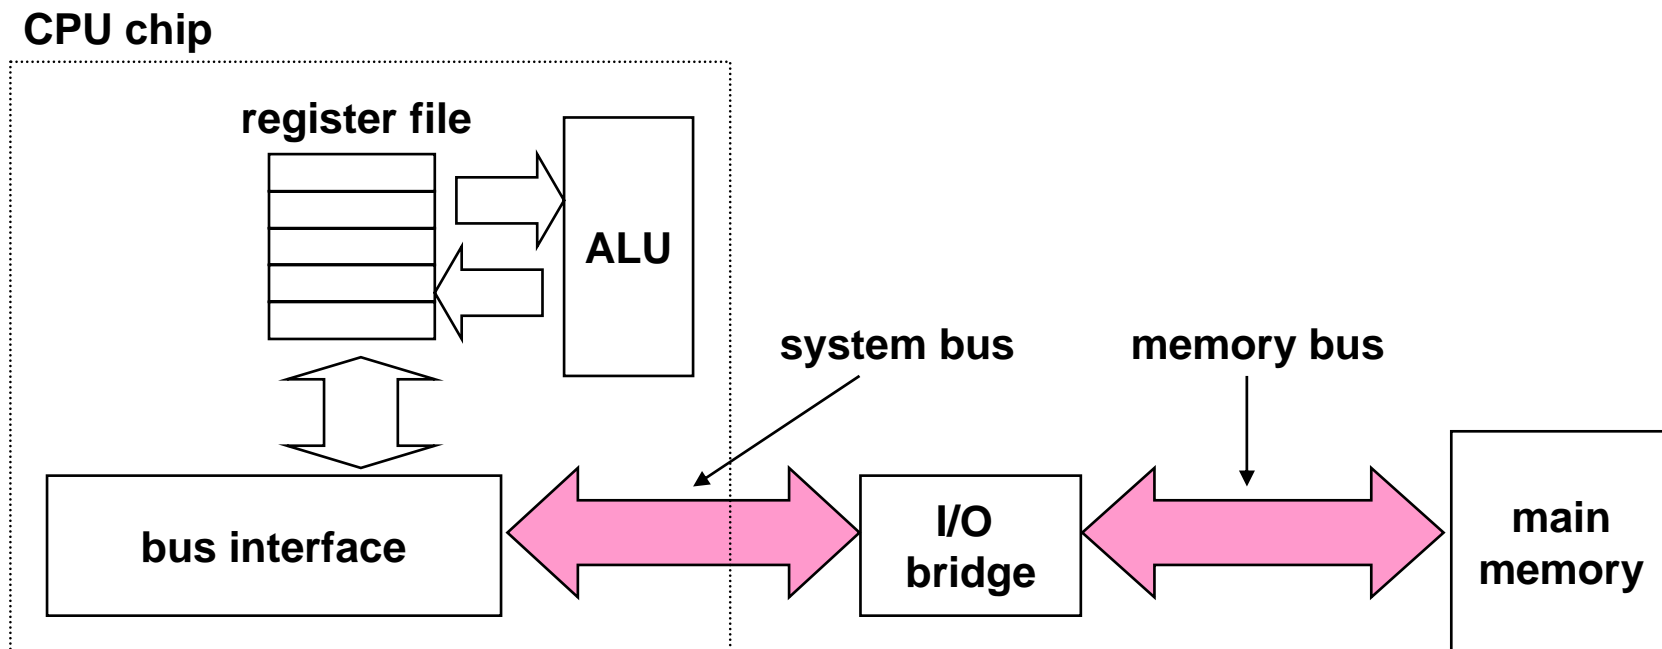 CPU chip
register file
ALU
system bus
memory bus
bus interface
I/O
bridge
main
memory